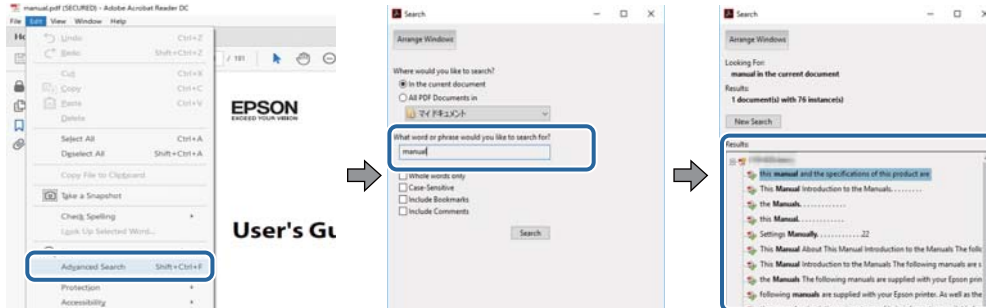 manual.pdf (SECURED) - Adobe Acrobat Reader DC
File Edit View Window Help
Undo Ctrl+Z
Redo Shift+Ctrl+Z
Cut Ctrl+X
Copy Ctrl+C
Paste Ctrl+V
Delete
Select All Ctrl+A
Deselect All Shift+Ctrl+A
Copy File to Clipboard
Take a Snapshot
Check Spelling
Look Up Selected Word...
Advanced Search Shift+Ctrl+F
Protection
Accessibility
/ 181
EPSON
EXCEED YOUR VISION
User's Gu
Search
Arrange Windows
Where would you like to search?
In the current document
All PDF Documents in
マイドキュメント
What word or phrase would you like to search for?
manual
Whole words only
Case-Sensitive
Include Bookmarks
Include Comments
Search
Search
Arrange Windows
Looking For:
manual in the current document
Results:
1 document(s) with 76 instance(s)
New Search
Results:
this manual and the specifications of this product are
This Manual Introduction to the Manuals. . . . . . . . .
the Manuals. . . . . . . . . . . . .
this Manual. . . . . . . . . . . . .
Settings Manually. . . . . . . . . . . . .22
This Manual About This Manual Introduction to the Manuals The follo
This Manual Introduction to the Manuals The following manuals are s
the Manuals The following manuals are supplied with your Epson prin
following manuals are supplied with your Epson printer. As well as the